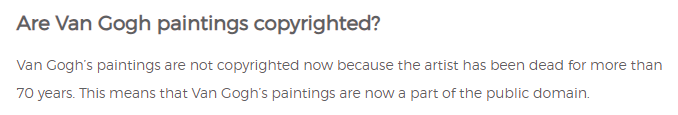 Are Van Gogh paintings copyrighted?
Van Gogh's paintings are not copyrighted now because the artist has been dead for more than
70 years. This means that Van Gogh's paintings are now a part of the public domain.